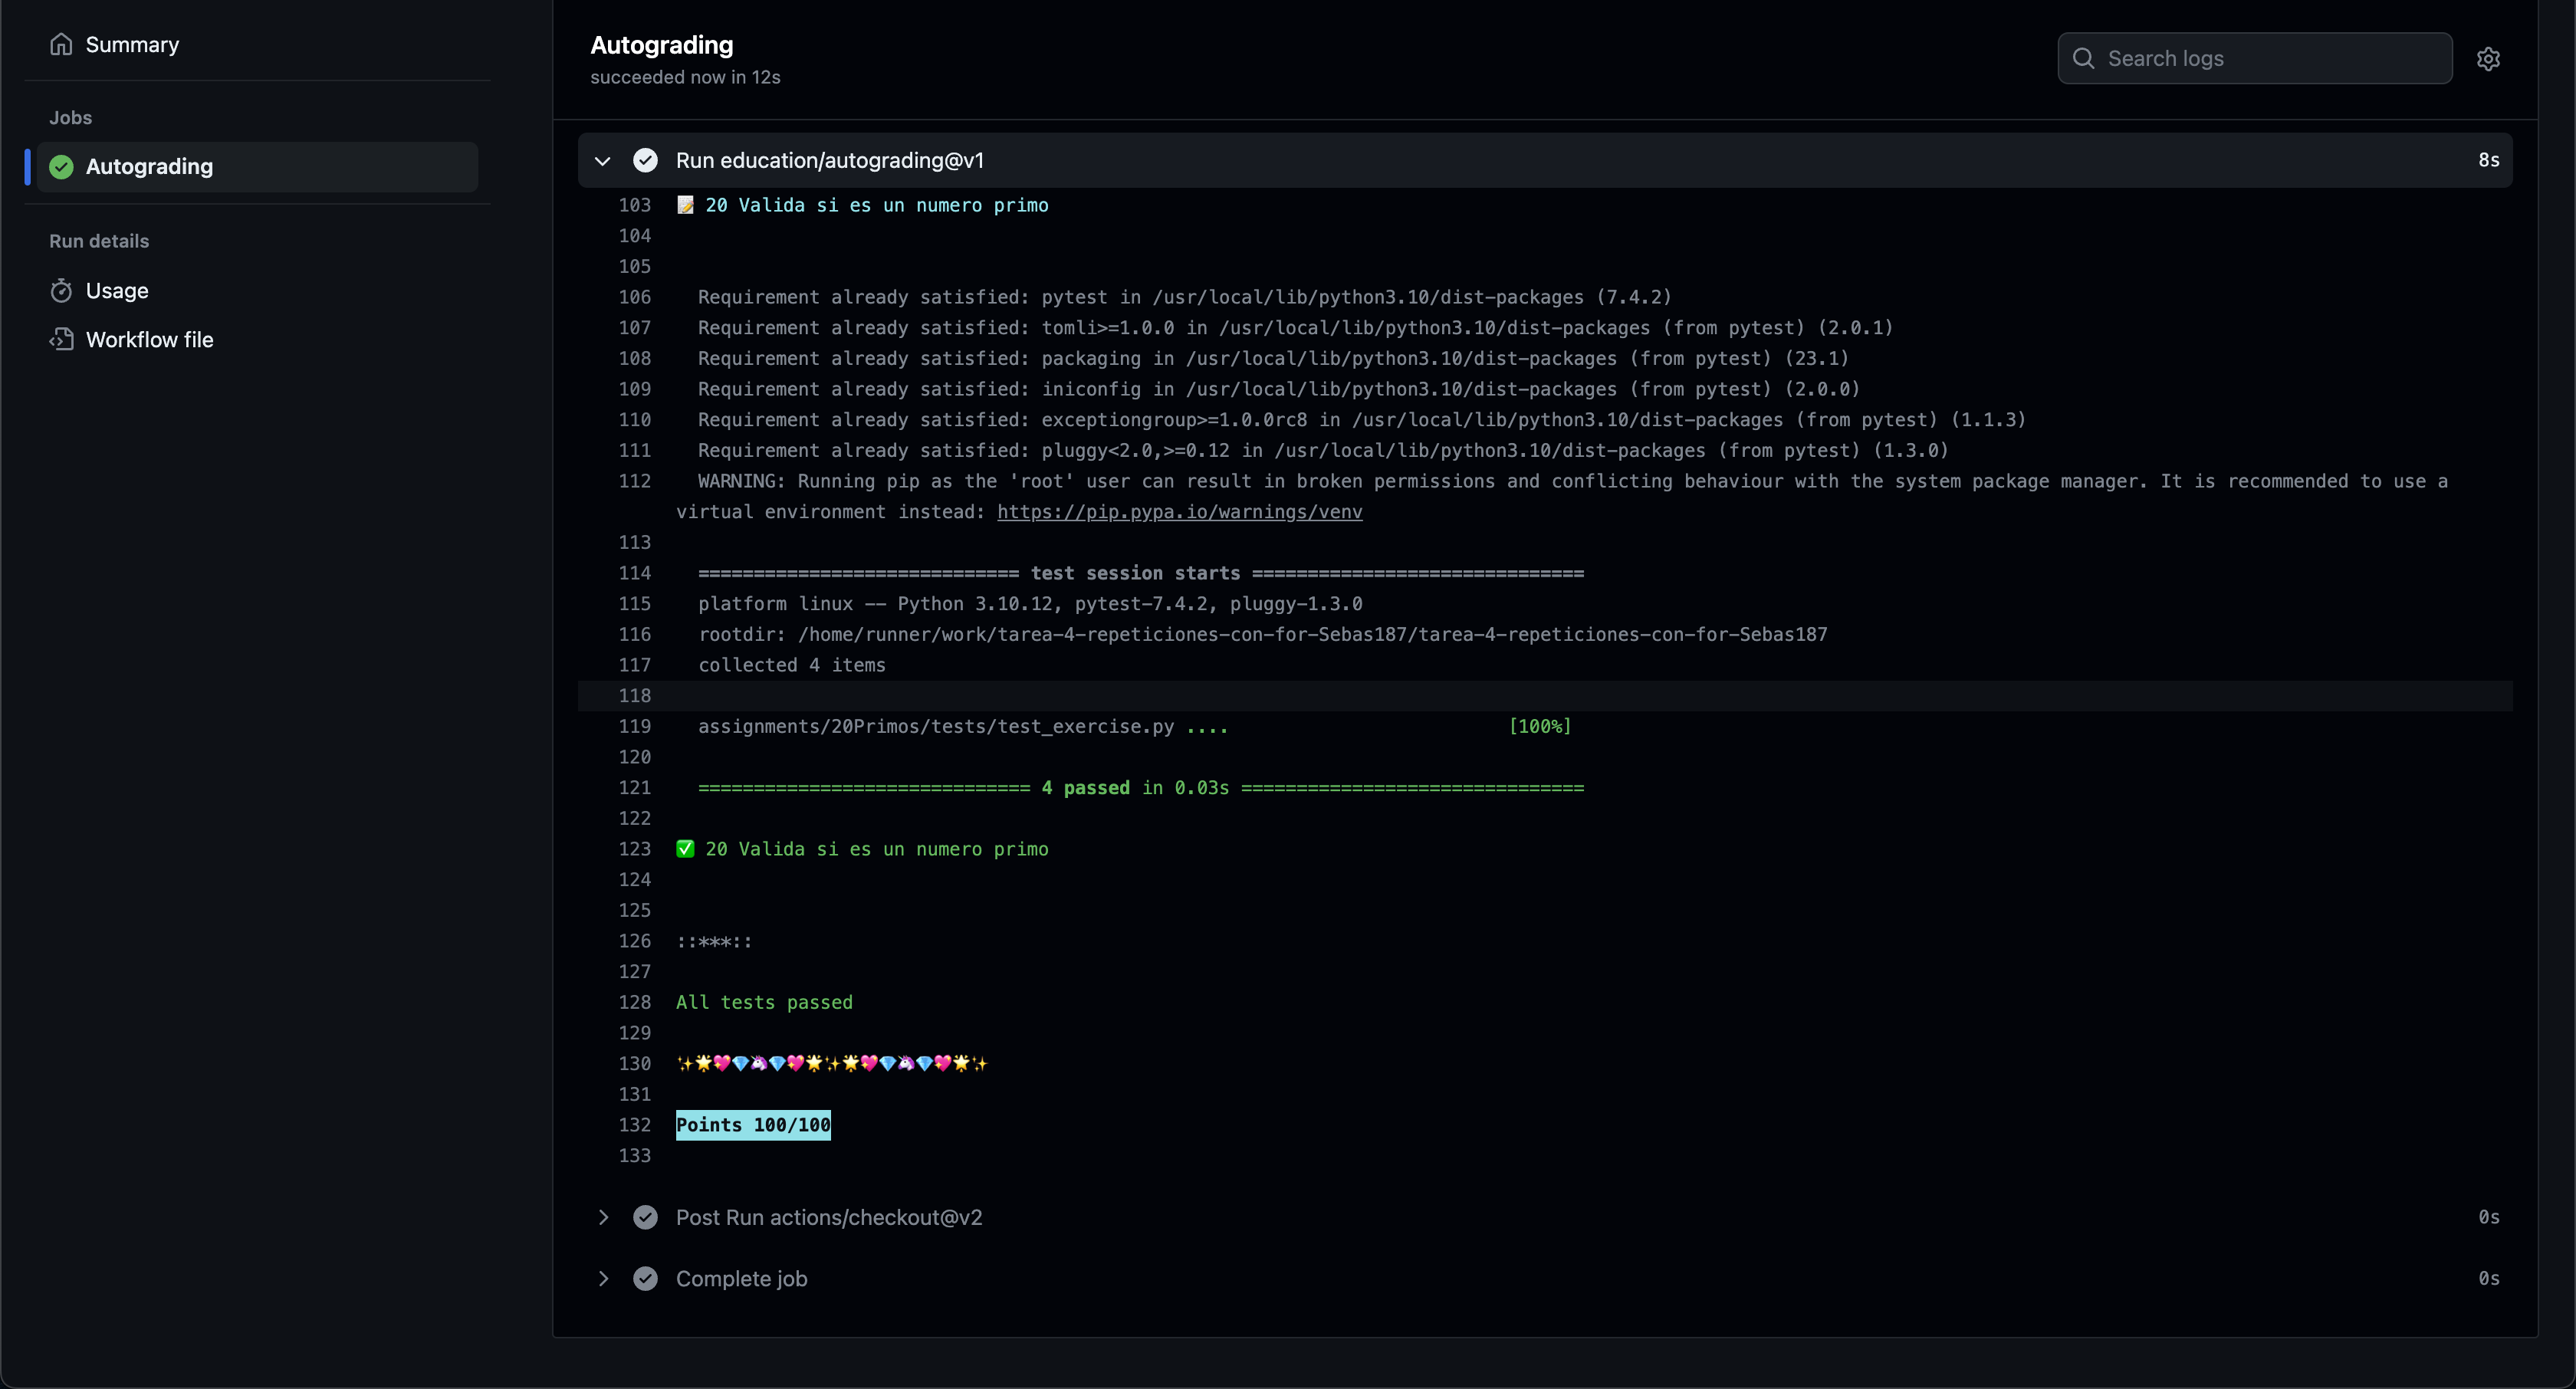 Summary
Jobs
Autograding
Run details
Usage
Workflow file
Autograding
succeeded now in 12s
Search logs
Run education/autograding@v1 8s
103 📝 20 Valida si es un numero primo
104
105
106 Requirement already satisfied: pytest in /usr/local/lib/python3.10/dist-packages (7.4.2)
107 Requirement already satisfied: tomli>=1.0.0 in /usr/local/lib/python3.10/dist-packages (from pytest) (2.0.1)
108 Requirement already satisfied: packaging in /usr/local/lib/python3.10/dist-packages (from pytest) (23.1)
109 Requirement already satisfied: iniconfig in /usr/local/lib/python3.10/dist-packages (from pytest) (2.0.0)
110 Requirement already satisfied: exceptiongroup>=1.0.0rc8 in /usr/local/lib/python3.10/dist-packages (from pytest) (1.1.3)
111 Requirement already satisfied: pluggy<2.0,>=0.12 in /usr/local/lib/python3.10/dist-packages (from pytest) (1.3.0)
112 WARNING: Running pip as the 'root' user can result in broken permissions and conflicting behaviour with the system package manager. It is recommended to use a
virtual environment instead: https://pip.pypa.io/warnings/venv
113
114 ============================= test session starts ==============================
115 platform linux -- Python 3.10.12, pytest-7.4.2, pluggy-1.3.0
116 rootdir: /home/runner/work/tarea-4-repeticiones-con-for-Sebas187/tarea-4-repeticiones-con-for-Sebas187
117 collected 4 items
118
119 assignments/20Primos/tests/test_exercise.py .... [100%]
120
121 ============================== 4 passed in 0.03s ===============================
122
123 ✅ 20 Valida si es un numero primo
124
125
126 ::***::
127
128 All tests passed
129
130 ✨🌟💖💎🦄💎💖🌟✨🌟💖💎🦄💎💖🌟✨
131
132 Points 100/100
133
Post Run actions/checkout@v2 0s
Complete job 0s